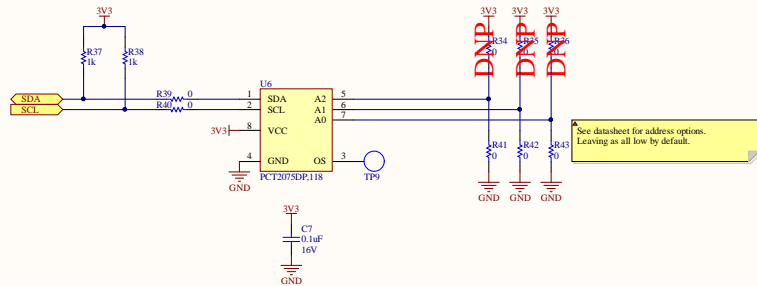 3V3
R37
1k
R38
1k
SDA
SCL
R39 0
R40 0
U6
1 SDA
2 SCL
3V3 8 VCC
4 GND
A2 5
A1 6
A0 7
OS 3
PCT2075DP,118
GND
TP9
3V3
C7
0.1uF
16V
GND
3V3 3V3 3V3
R34
0
DNP
R35
0
DNP
R36
0
DNP
R41
0
R42
0
R43
0
GND GND GND
See datasheet for address options.
Leaving as all low by default.